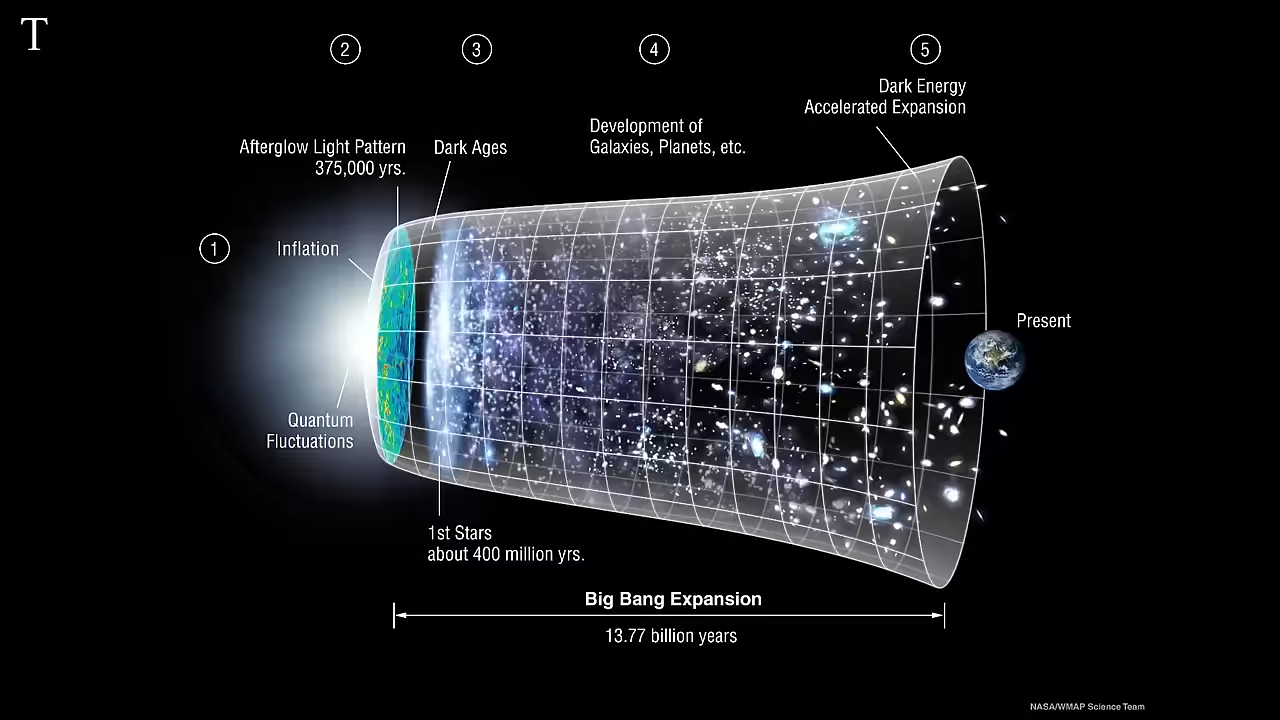 T
2
3
4
5
Dark Energy
Accelerated Expansion
Development of
Galaxies, Planets, etc.
Afterglow Light Pattern
375,000 yrs.
Dark Ages
1
Inflation
Present
Quantum
Fluctuations
1st Stars
about 400 million yrs.
Big Bang Expansion
13.77 billion years
NASA/WMAP Science Team